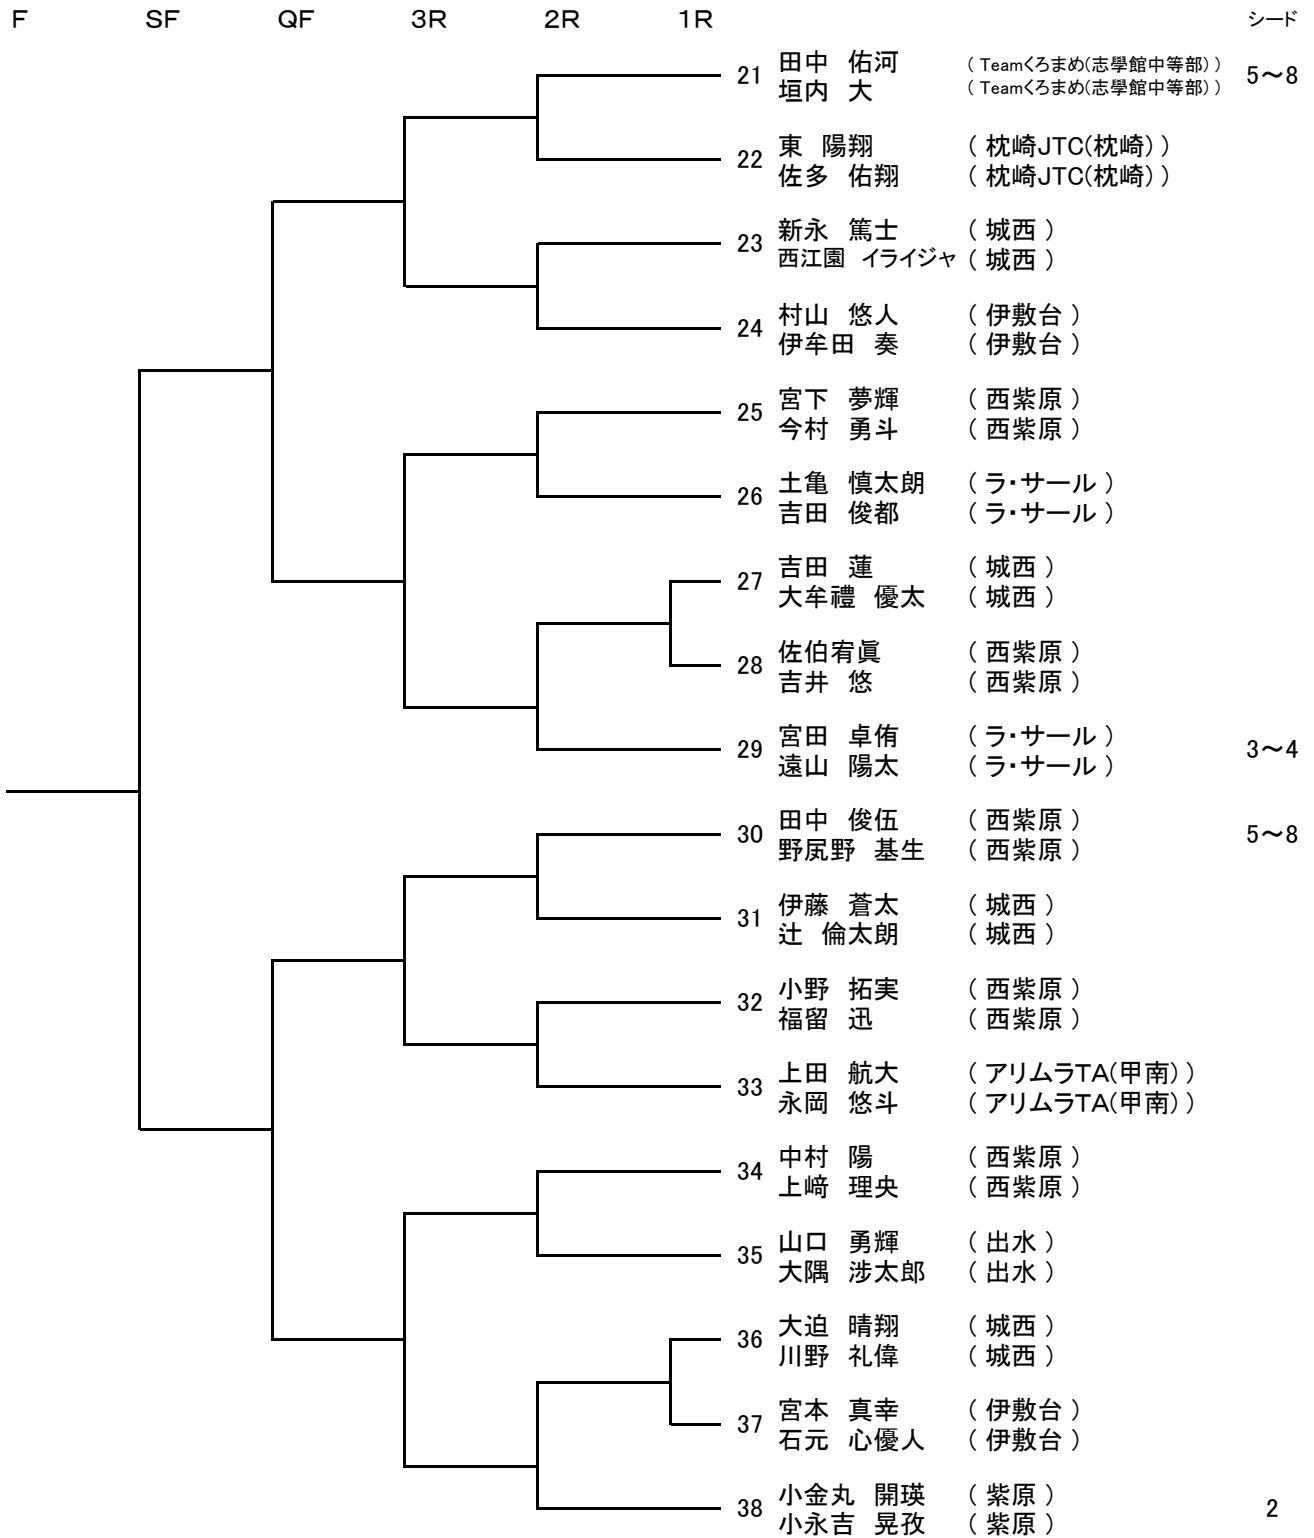 F SF QF 3R 2R 1R シード
21 田中 佑河 ( Teamくろまめ(志學館中等部) ) 5～8
垣内 大 ( Teamくろまめ(志學館中等部) )
22 東 陽翔 ( 枕崎JTC(枕崎) )
佐多 佑翔 ( 枕崎JTC(枕崎) )
23 新永 篤士 ( 城西 )
西江園 イライジャ ( 城西 )
24 村山 悠人 ( 伊敷台 )
伊牟田 奏 ( 伊敷台 )
25 宮下 夢輝 ( 西紫原 )
今村 勇斗 ( 西紫原 )
26 土亀 慎太朗 ( ラ・サール )
吉田 俊都 ( ラ・サール )
27 吉田 蓮 ( 城西 )
大牟禮 優太 ( 城西 )
28 佐伯宥眞 ( 西紫原 )
吉井 悠 ( 西紫原 )
29 宮田 卓侑 ( ラ・サール ) 3～4
遠山 陽太 ( ラ・サール )
30 田中 俊伍 ( 西紫原 ) 5～8
野尻野 基生 ( 西紫原 )
31 伊藤 蒼太 ( 城西 )
辻 倫太朗 ( 城西 )
32 小野 拓実 ( 西紫原 )
福留 迅 ( 西紫原 )
33 上田 航大 ( アリムラTA(甲南) )
永岡 悠斗 ( アリムラTA(甲南) )
34 中村 陽 ( 西紫原 )
上﨑 理央 ( 西紫原 )
35 山口 勇輝 ( 出水 )
大隅 渉太郎 ( 出水 )
36 大迫 晴翔 ( 城西 )
川野 礼偉 ( 城西 )
37 宮本 真幸 ( 伊敷台 )
石元 心優人 ( 伊敷台 )
38 小金丸 開瑛 ( 紫原 ) 2
小永吉 晃孜 ( 紫原 )